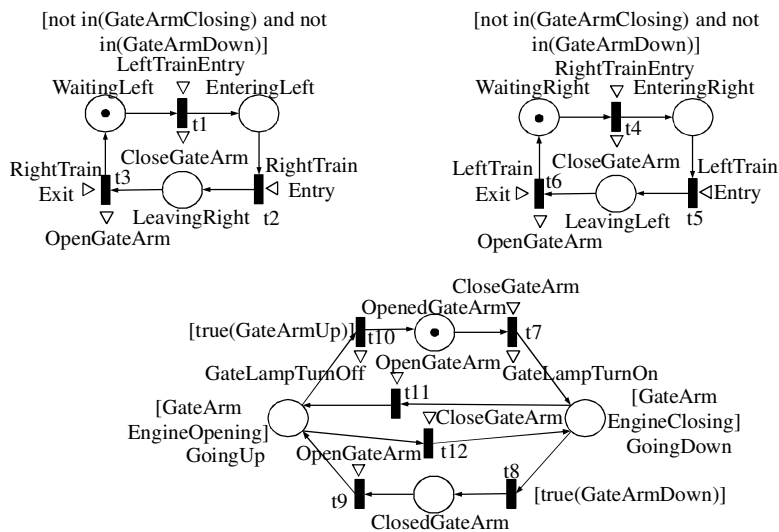 [not in(GateArmClosing) and not
in(GateArmDown)]
LeftTrainEntry
WaitingLeft
EnteringLeft
t1
CloseGateArm
RightTrain
Exit
t3
RightTrain
Entry
t2
LeavingRight
OpenGateArm
[not in(GateArmClosing) and not
in(GateArmDown)]
RightTrainEntry
WaitingRight
EnteringRight
t4
CloseGateArm
LeftTrain
Exit
t6
LeftTrain
Entry
t5
LeavingLeft
OpenGateArm
CloseGateArm
OpenedGateArm
[true(GateArmUp)]
t10
t7
OpenGateArm
GateLampTurnOff
GateLampTurnOn
t11
[GateArm
EngineOpening]
GoingUp
CloseGateArm
[GateArm
EngineClosing]
GoingDown
t12
OpenGateArm
t8
t9
[true(GateArmDown)]
ClosedGateArm